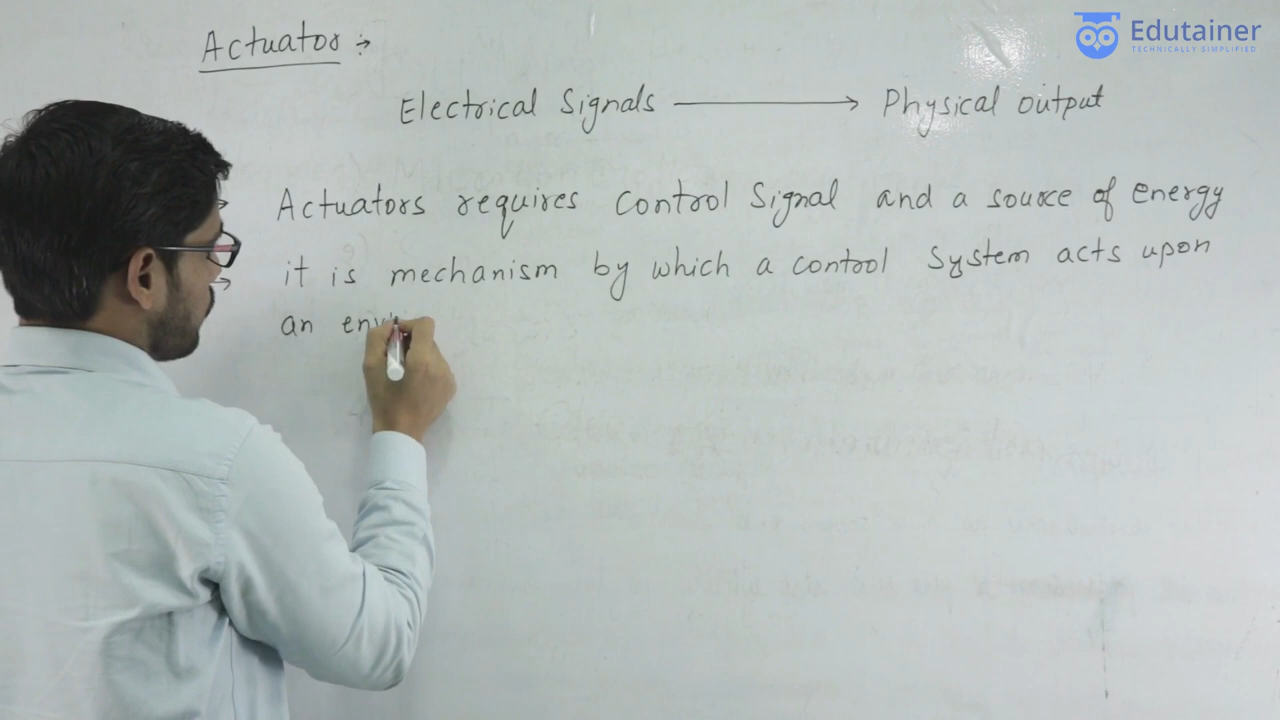 Edutainer
TECHNICALLY SIMPLIFIED
Actuator :-
Electrical Signals → Physical output
→ Actuators requires control Signal and a source of energy
→ it is mechanism by which a control System acts upon
an